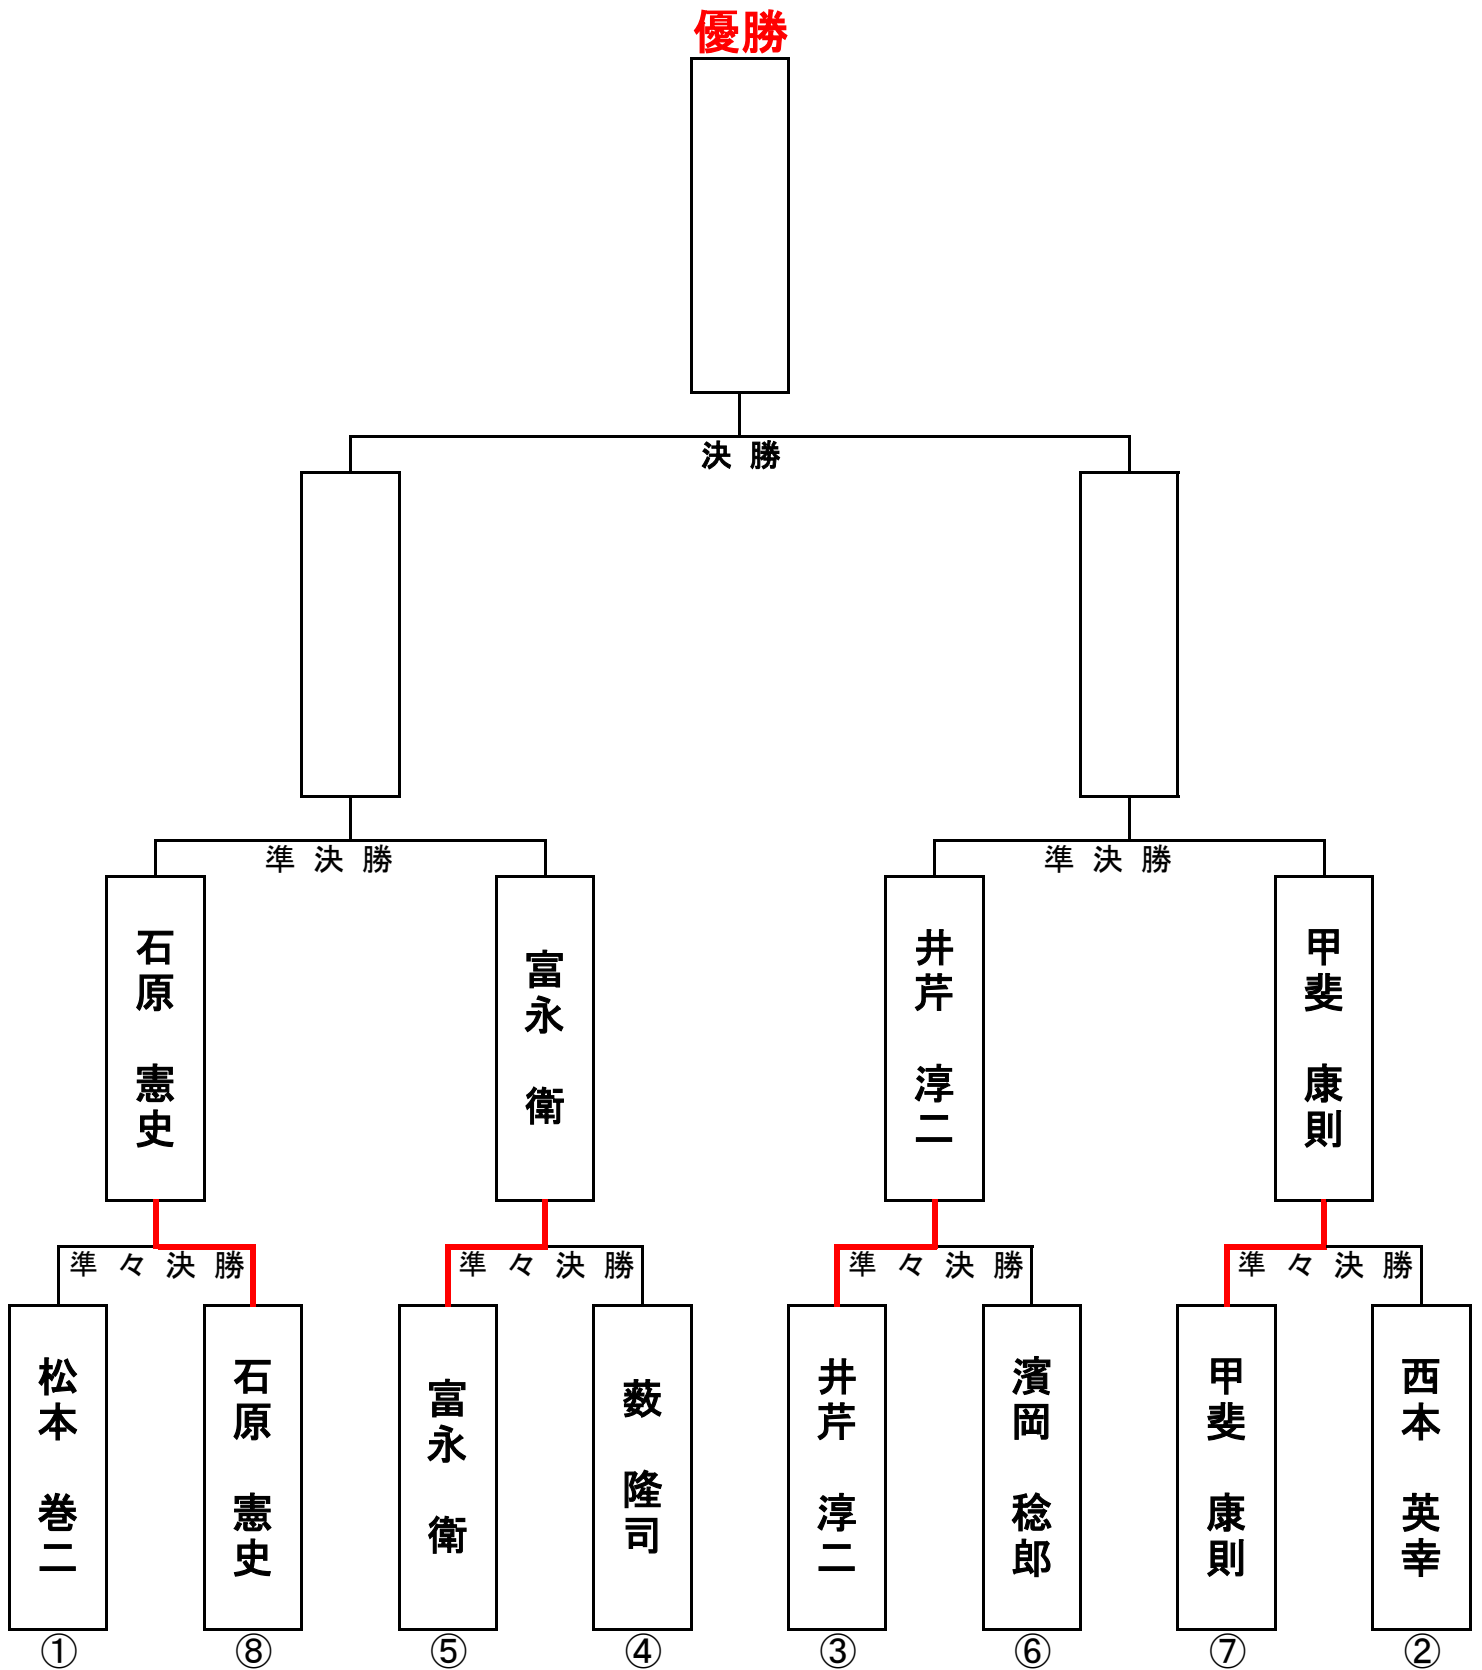 優勝
決 勝
準 決 勝
準 決 勝
石原 憲史
富永 衛
井芹 淳二
甲斐 康則
準 々 決 勝
準 々 決 勝
準 々 決 勝
準 々 決 勝
松本 巻二
石原 憲史
富永 衛
薮 隆司
井芹 淳二
濱岡 稔郎
甲斐 康則
西本 英幸
①
⑧
⑤
④
③
⑥
⑦
②